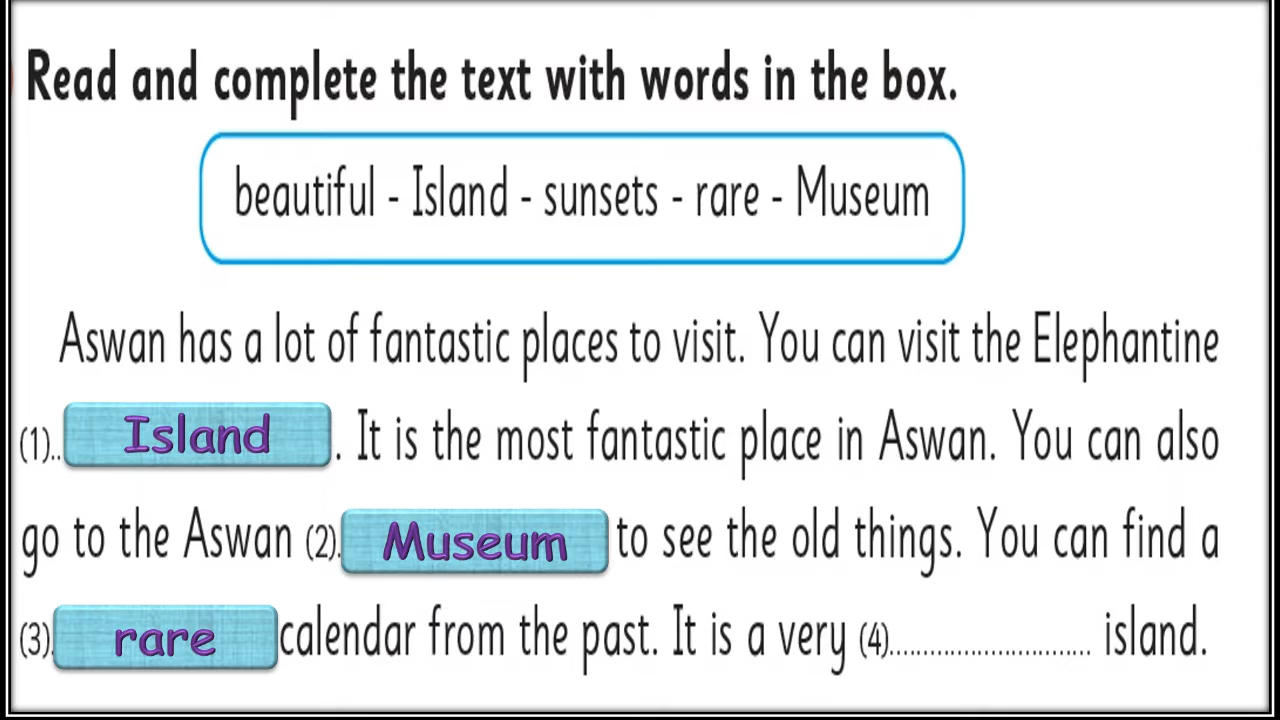 Read and complete the text with words in the box.
beautiful - Island - sunsets - rare - Museum
Aswan has a lot of fantastic places to visit. You can visit the Elephantine
(1)..Island. It is the most fantastic place in Aswan. You can also
go to the Aswan (2).Museum to see the old things. You can find a
(3).rare calendar from the past. It is a very (4).............................. island.